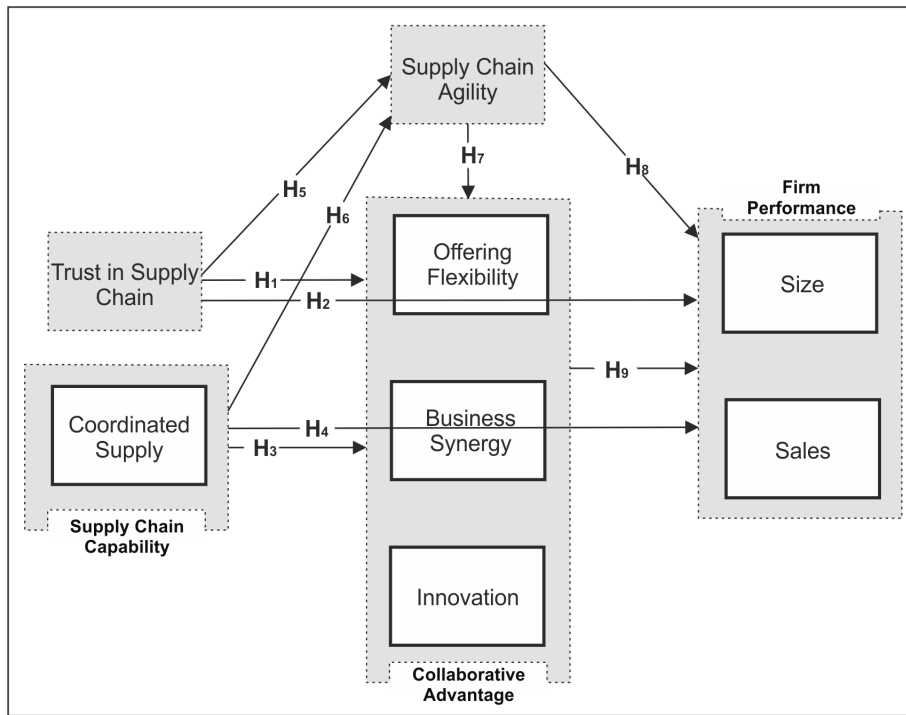 Supply Chain
Agility
H7
H8
H5
H6
Firm
Performance
Offering
Flexibility
Trust in Supply
Chain
H1
H2
Size
H9
Coordinated
Supply
H4
H3
Business
Synergy
Sales
Supply Chain
Capability
Innovation
Collaborative
Advantage